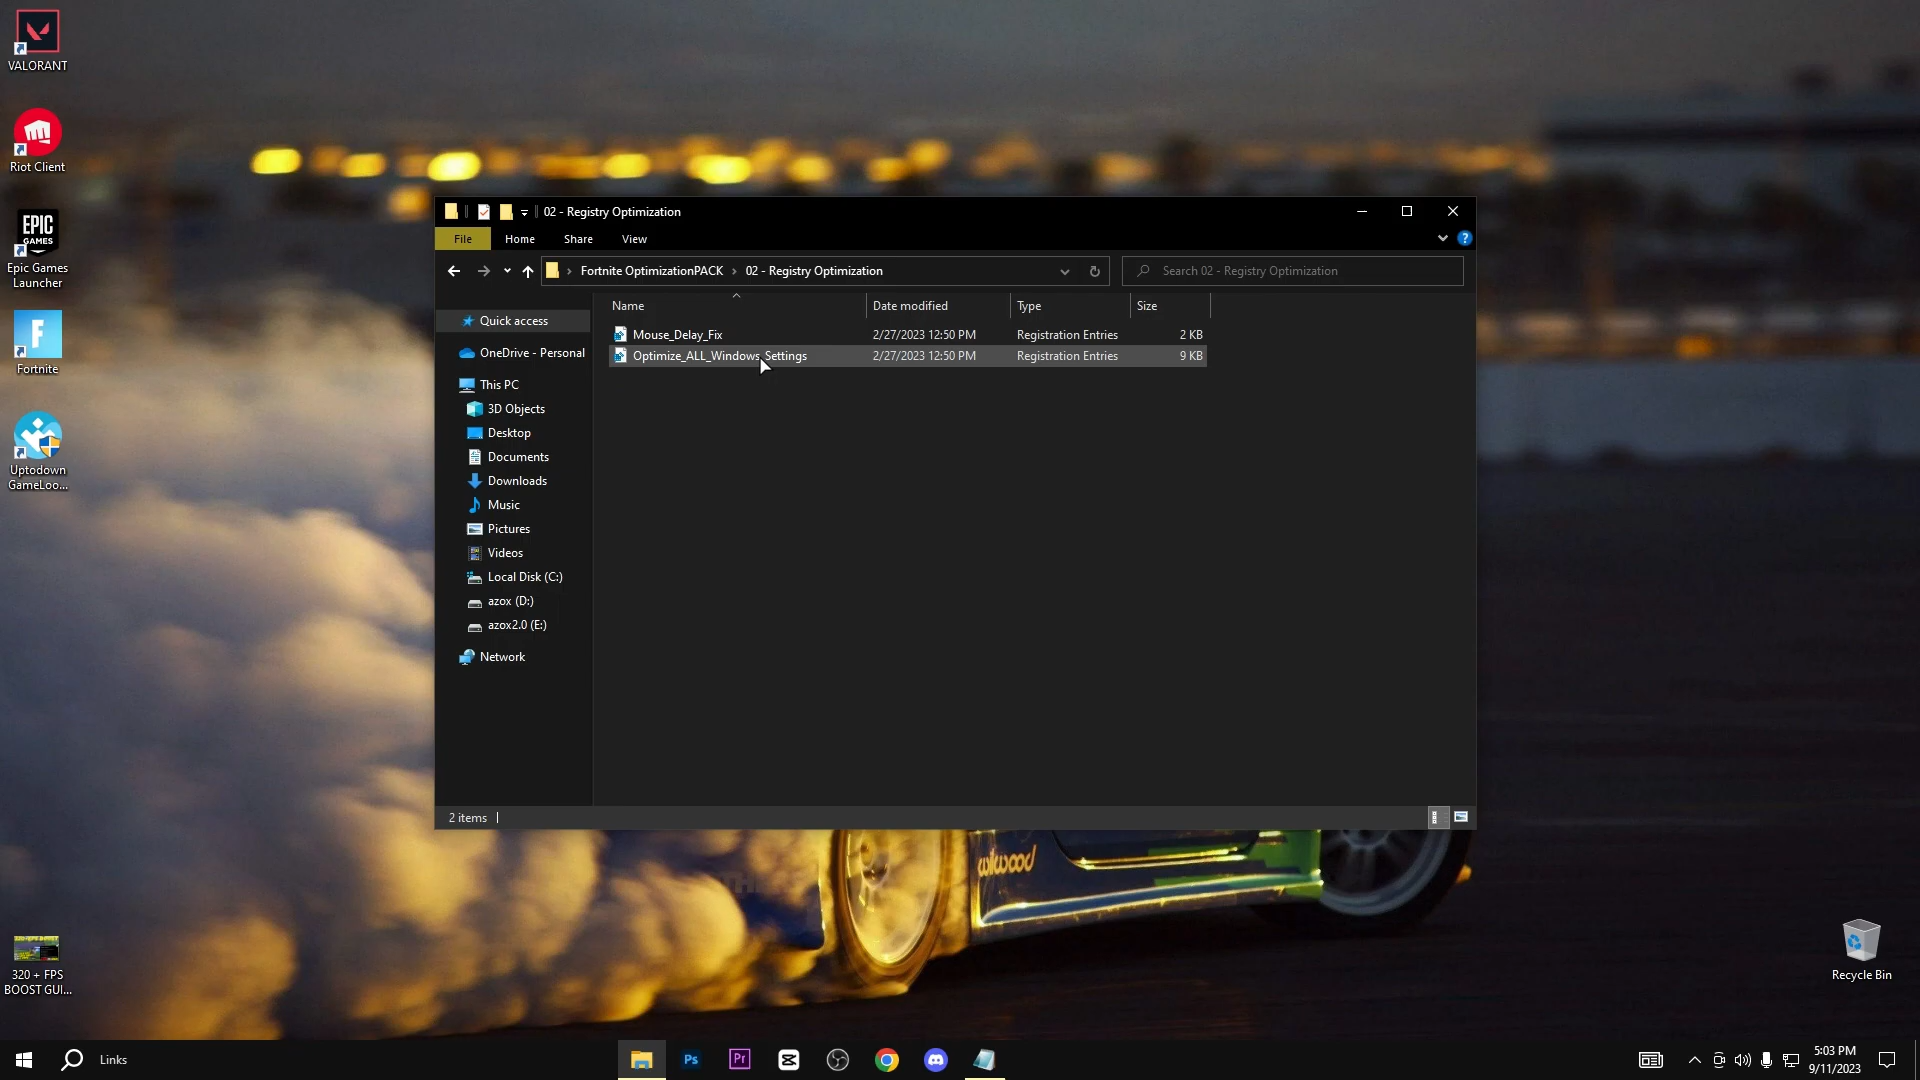 VALORANT
Riot Client
EPIC
GAMES
Epic Games
Launcher
F
Fortnite
Uptodown
GameLoo...
320 + FPS
BOOST GUI...
02 - Registry Optimization
File Home Share View
?
Fortnite OptimizationPACK › 02 - Registry Optimization
Search 02 - Registry Optimization
Name Date modified Type Size
Mouse_Delay_Fix 2/27/2023 12:50 PM Registration Entries 2 KB
Optimize_ALL_Windows_Settings 2/27/2023 12:50 PM Registration Entries 9 KB
Quick access
OneDrive - Personal
This PC
3D Objects
Desktop
Documents
Downloads
Music
Pictures
Videos
Local Disk (C:)
azox (D:)
azox2.0 (E:)
Network
2 items
wilwood
Recycle Bin
Links
Ps
Pr
5:03 PM
9/11/2023